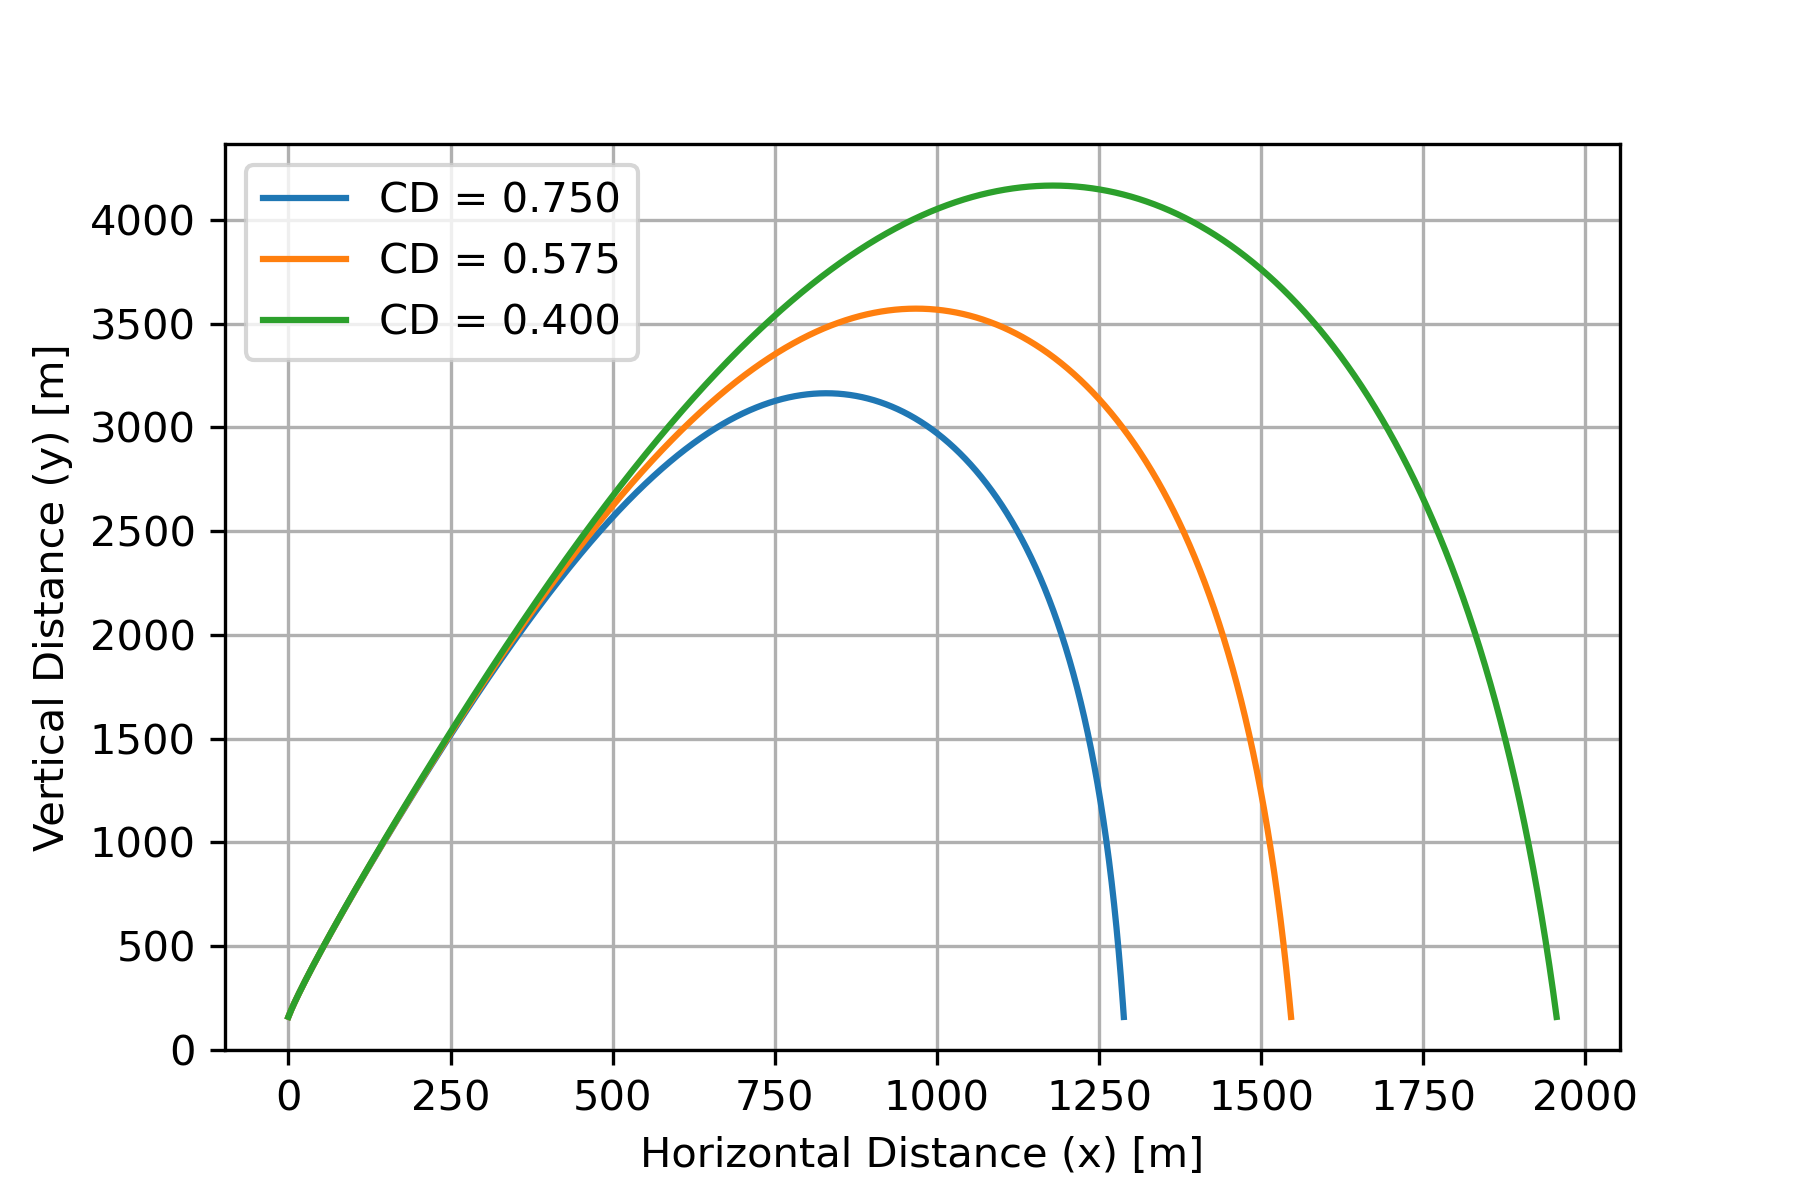 CD = 0.750
CD = 0.575
CD = 0.400
4000
3500
3000
2500
2000
1500
1000
500
0
Vertical Distance (y) [m]
0 250 500 750 1000 1250 1500 1750 2000
Horizontal Distance (x) [m]